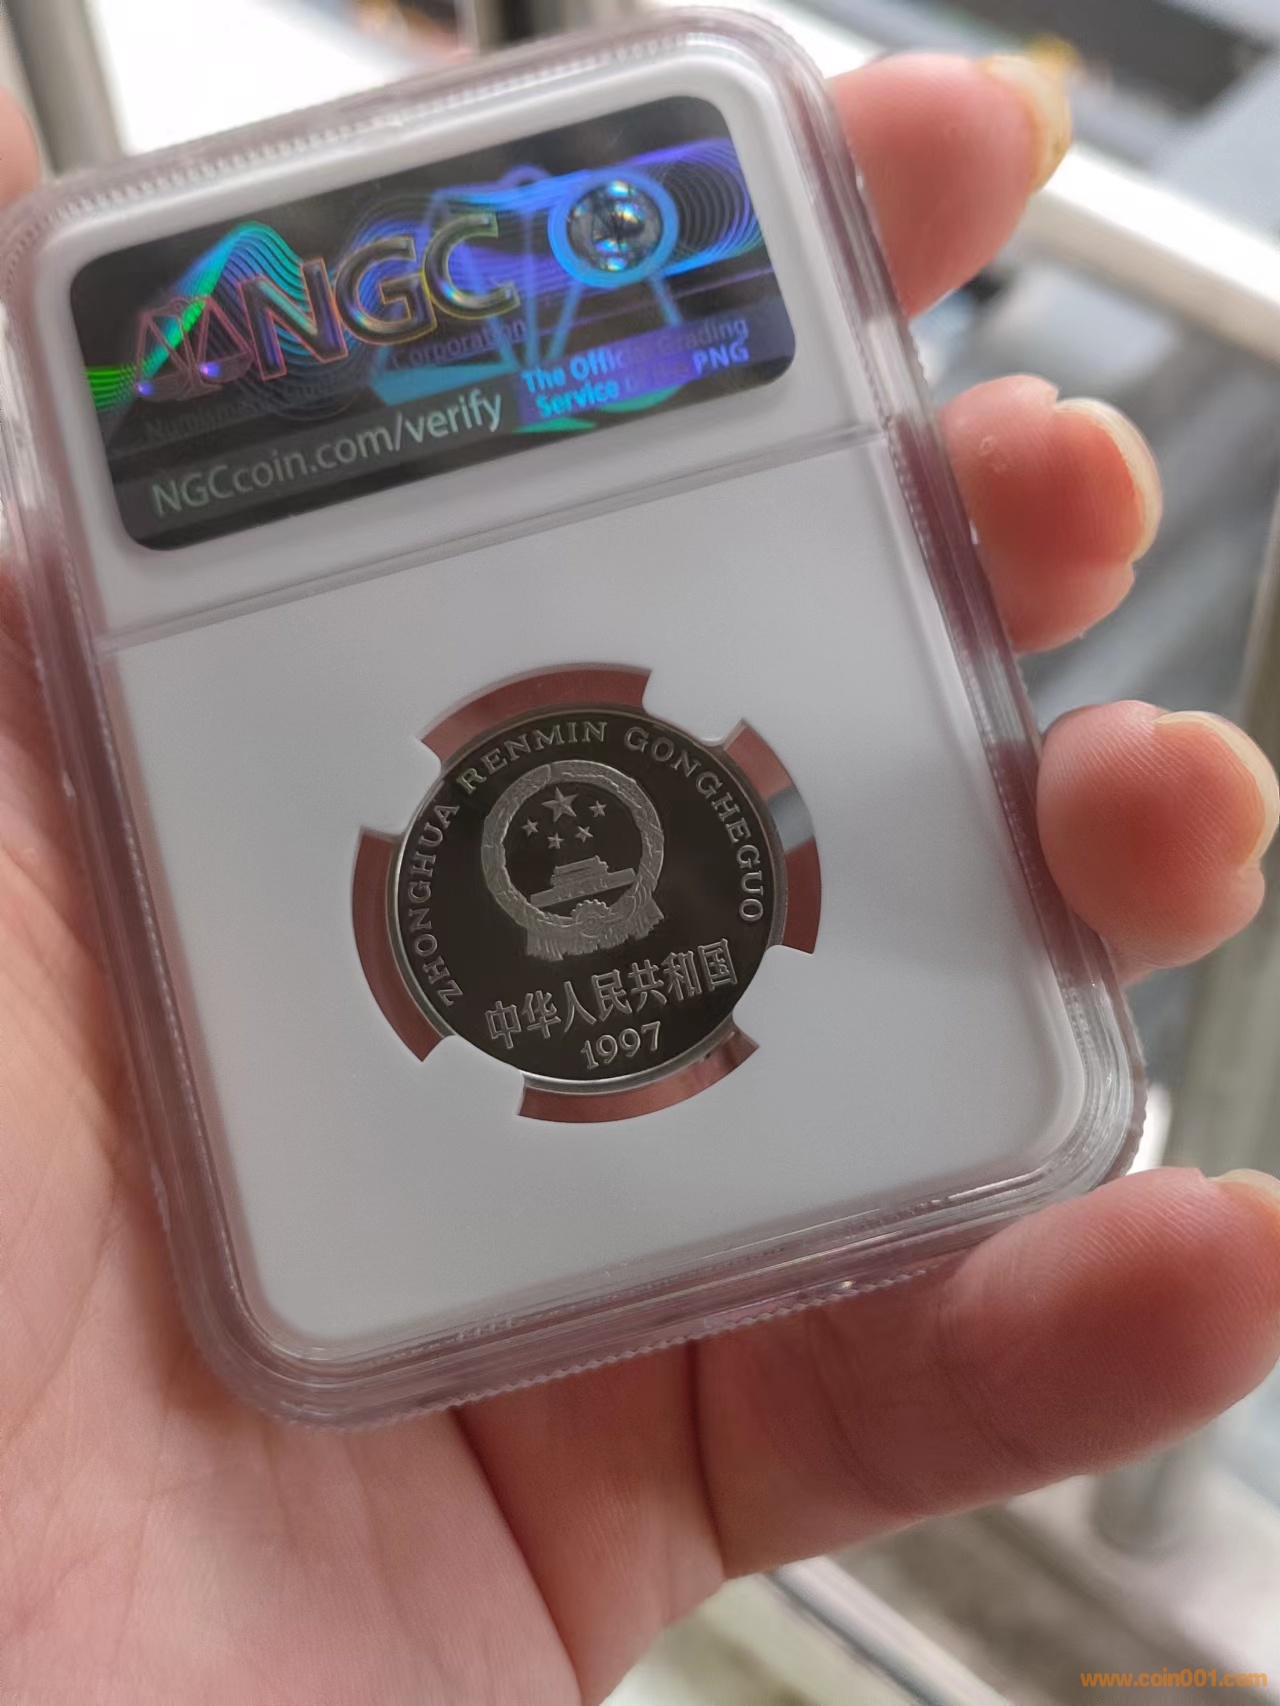 NGC
Corporation
The Official Grading
Service of the PNG
NGCcoin.com/verify
ZHONGHUA RENMIN GONGHEGUO
中华人民共和国
1997
www.coin001.com